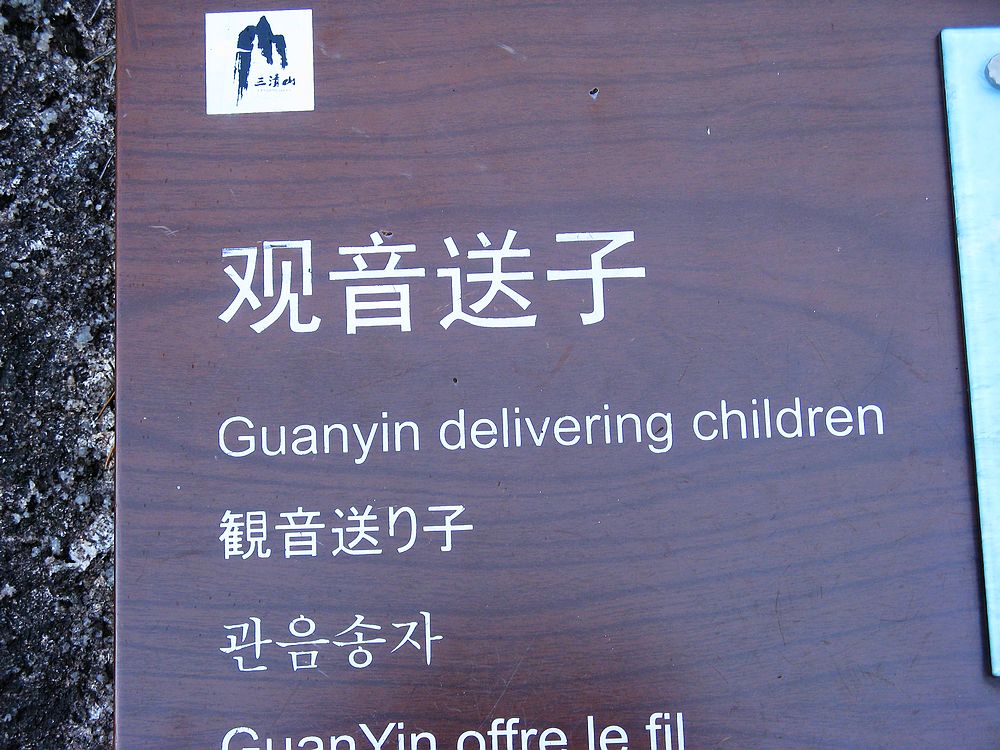 三清山
观音送子
Guanyin delivering children
観音送り子
관음송자
GuanYin offre le fil